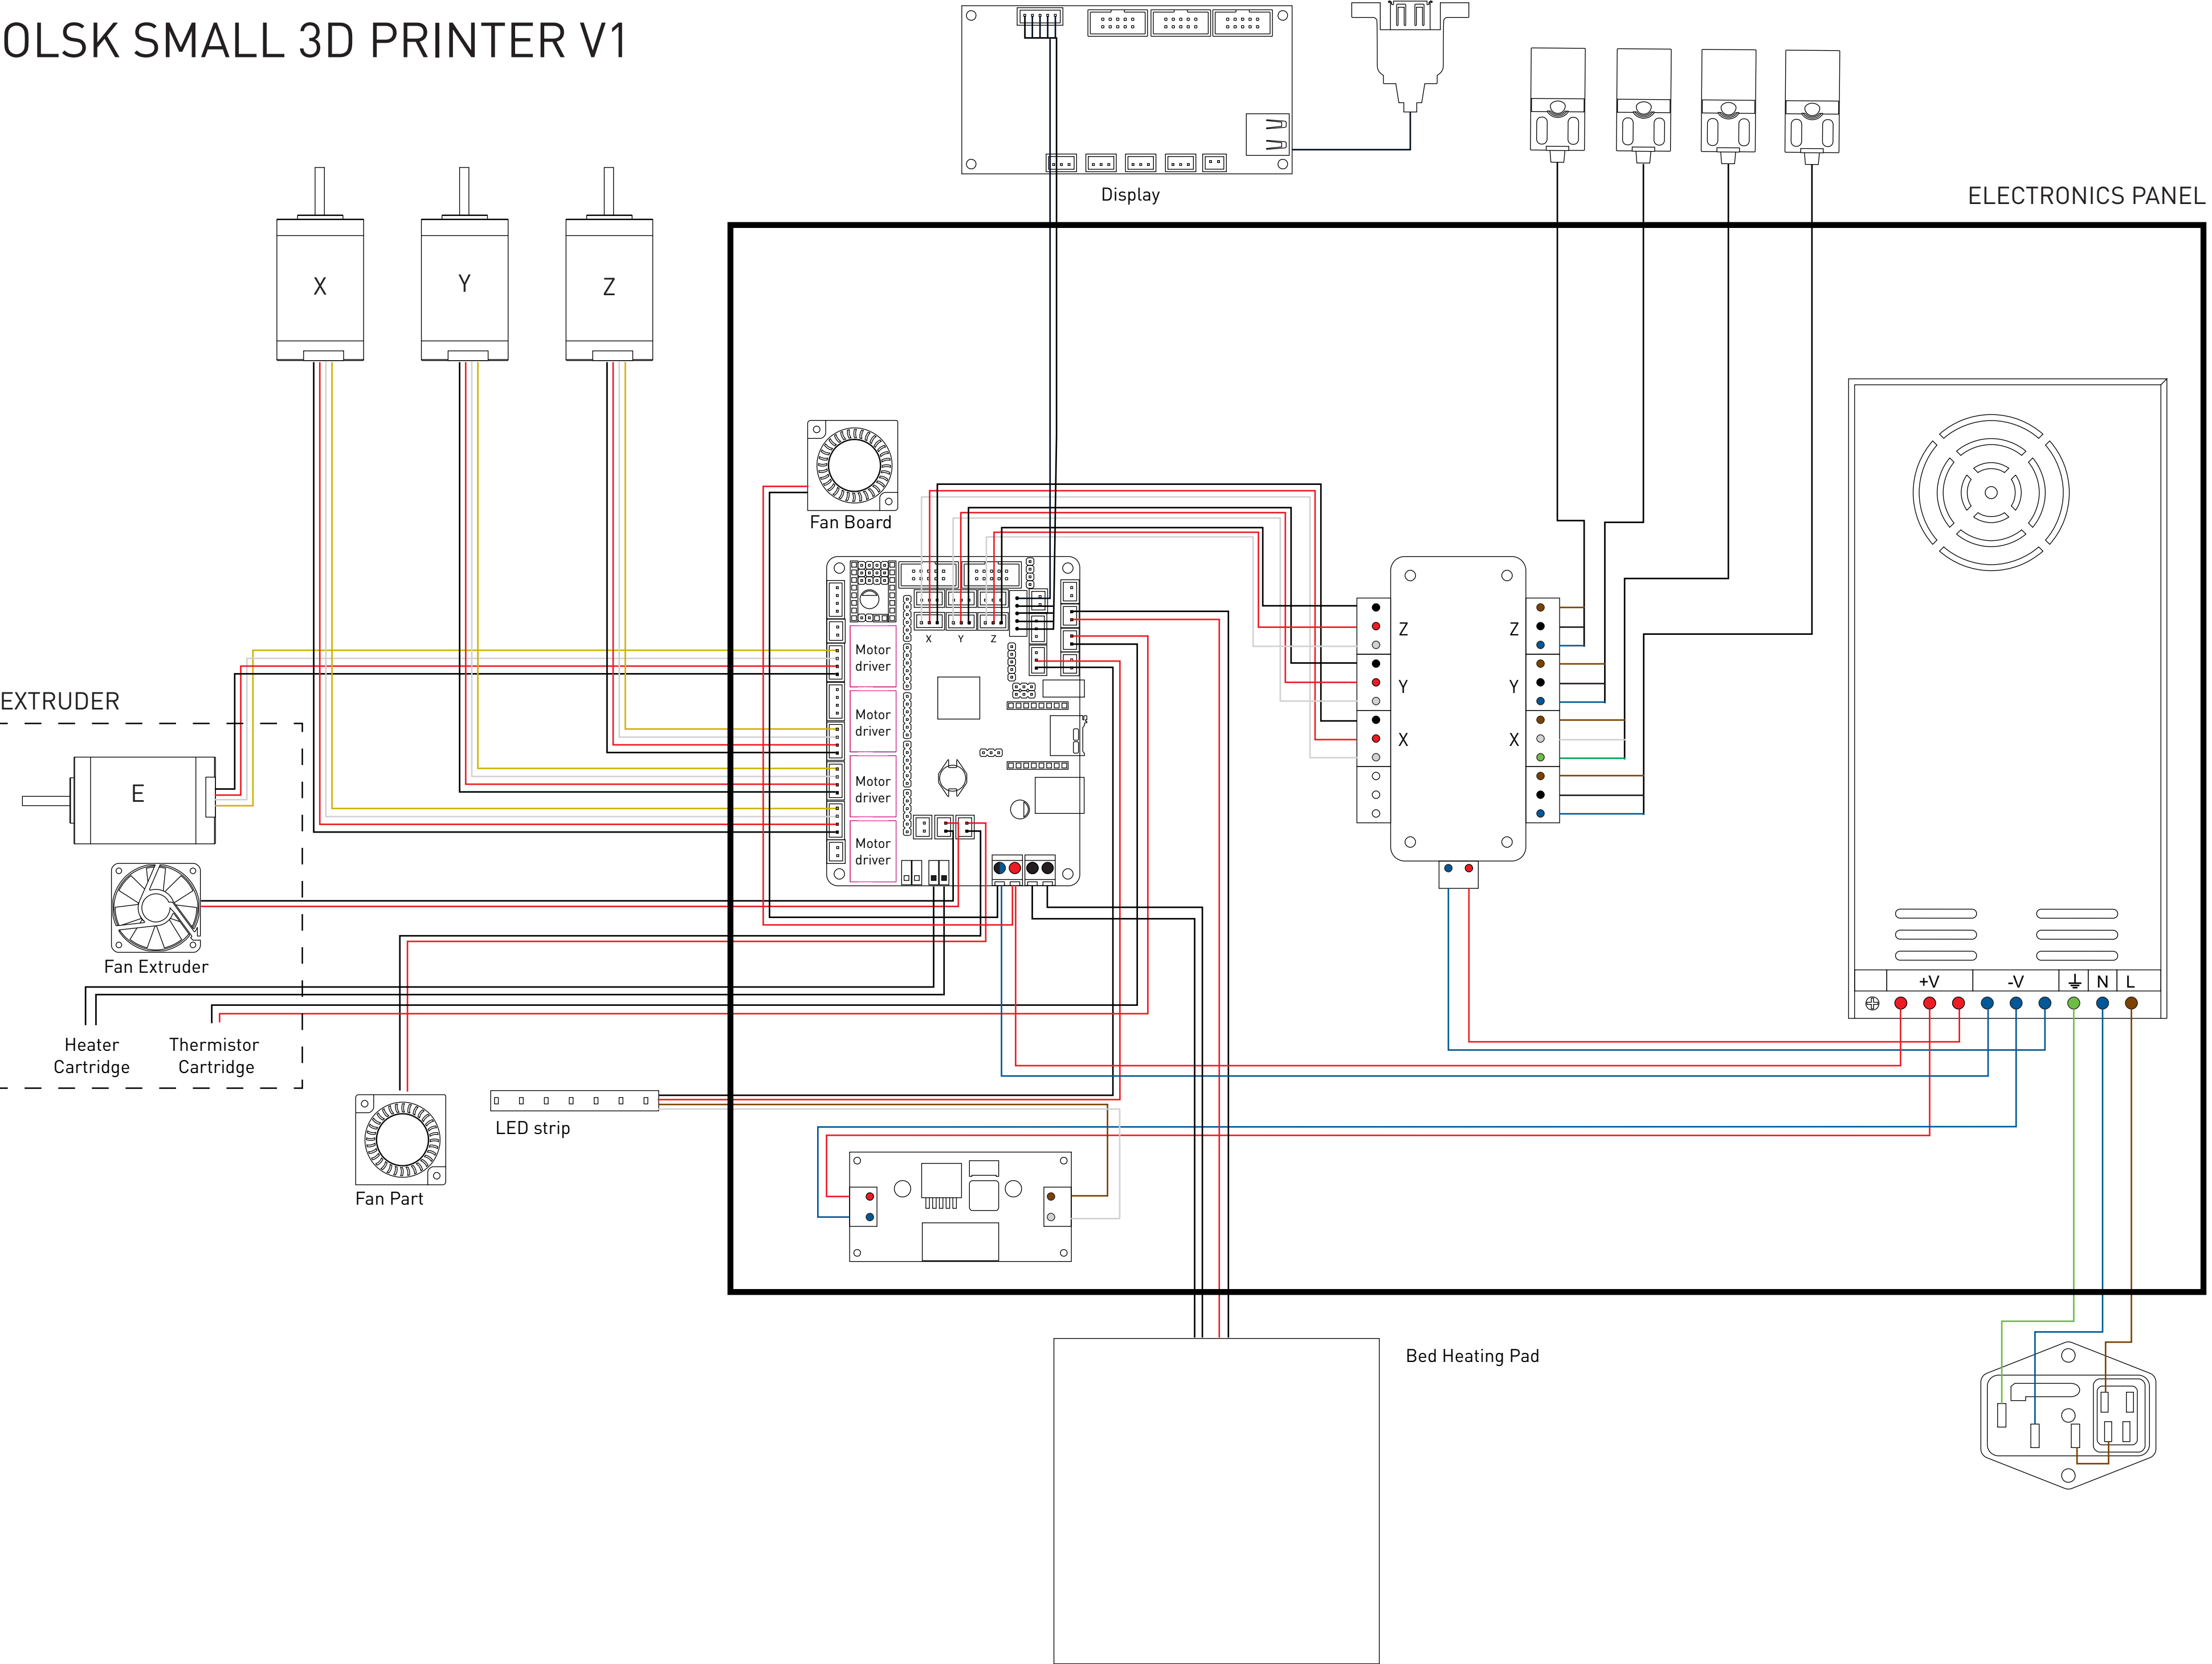 OLSK SMALL 3D PRINTER V1
Display
ELECTRONICS PANEL
X
Y
Z
Fan Board
X
Y
Z
Motor
driver
Motor
driver
Motor
driver
Motor
driver
Z
Z
Y
Y
X
X
EXTRUDER
E
Fan Extruder
Heater
Cartridge
Thermistor
Cartridge
+V
-V
N
L
LED strip
Fan Part
Bed Heating Pad